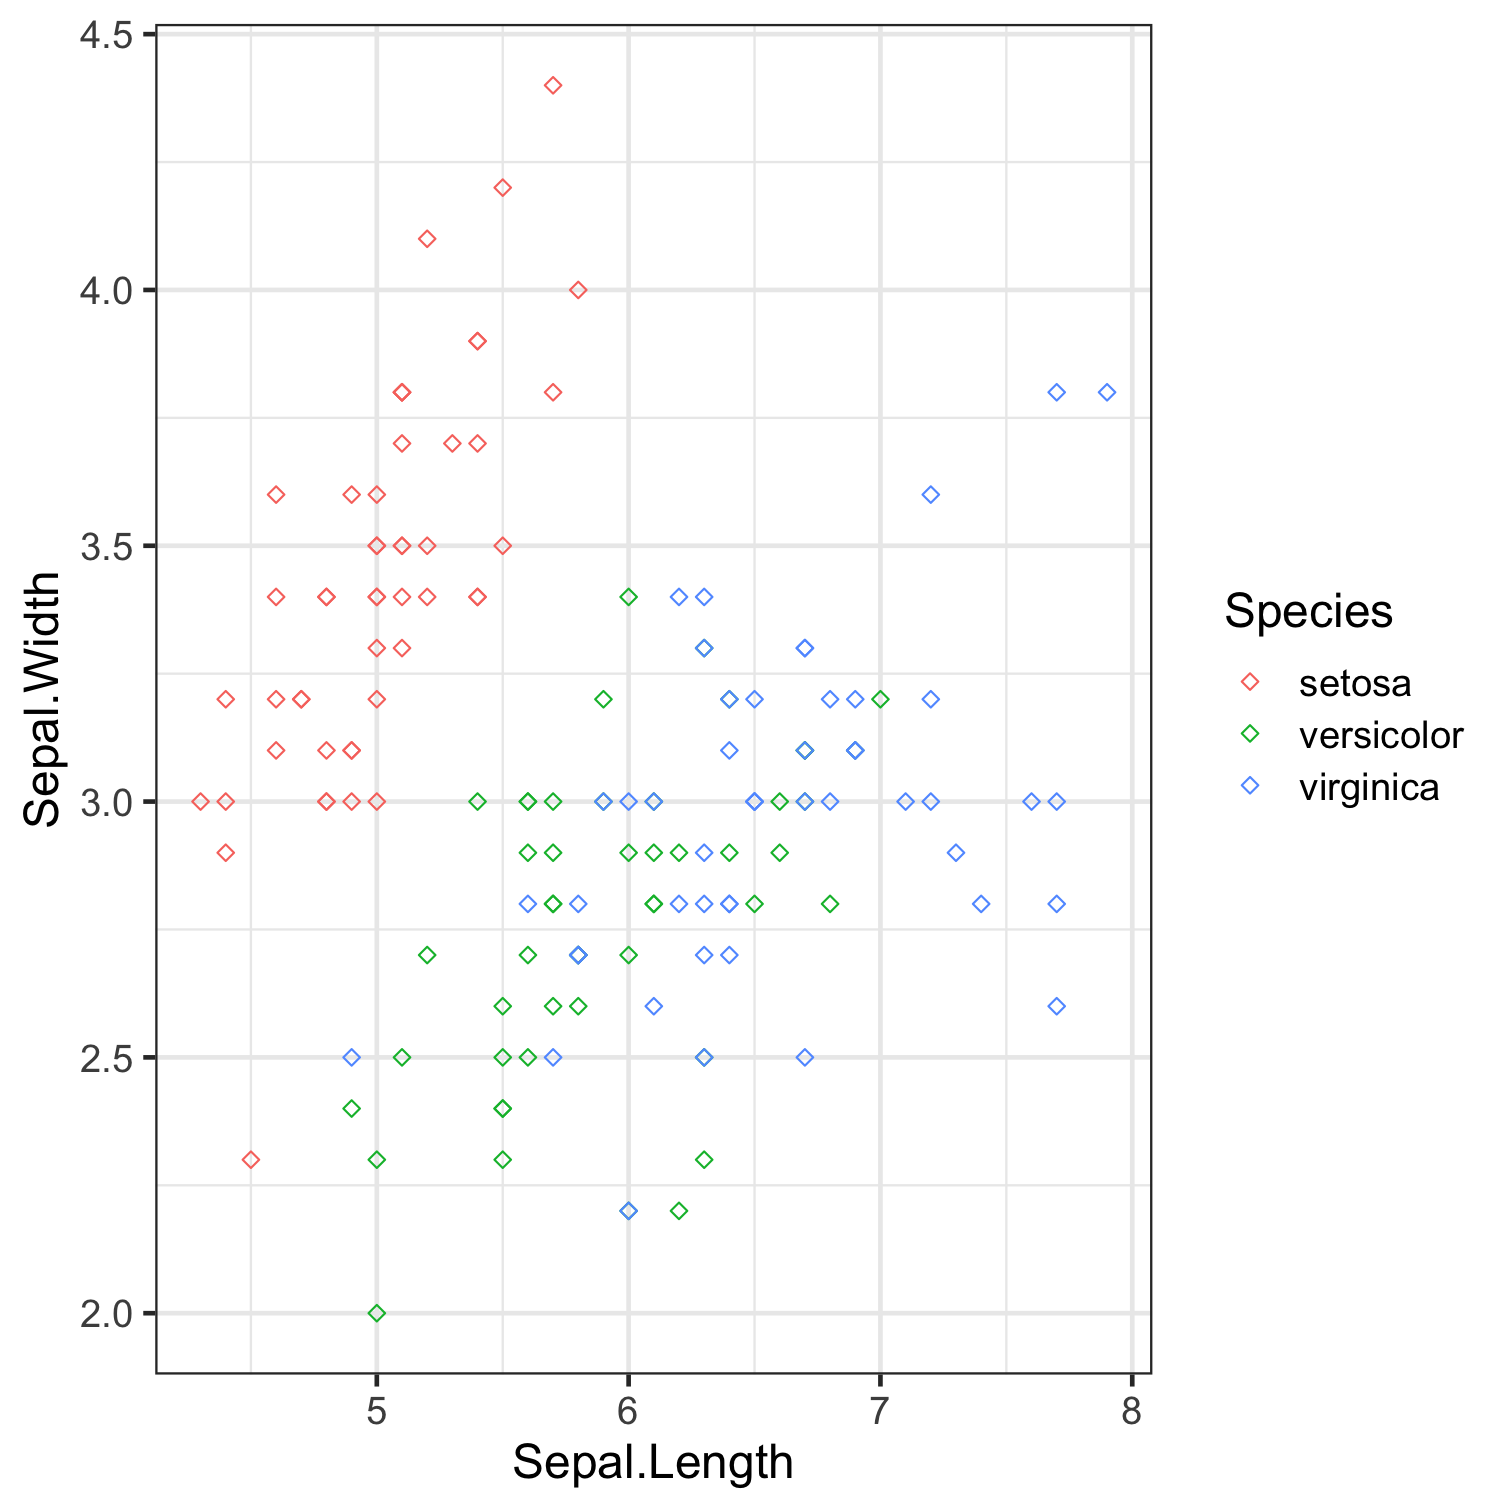 4.5
4.0
3.5
3.0
2.5
2.0
Sepal.Width
5 6 7 8
Sepal.Length
Species
setosa
versicolor
virginica